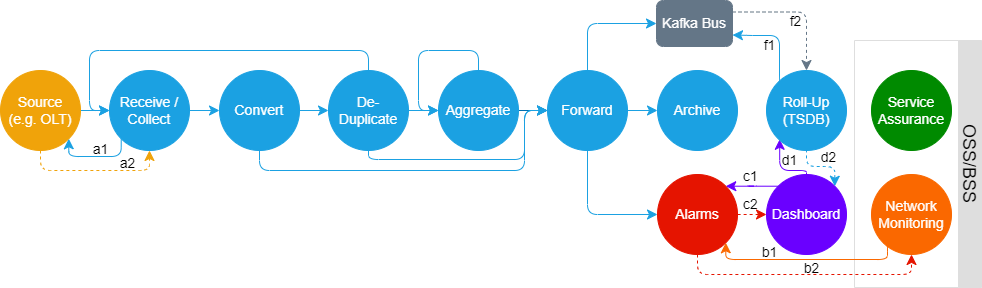 Kafka Bus
f2
f1
Source
(e.g. OLT)
Receive /
Collect
Convert
De-
Duplicate
Aggregate
Forward
Archive
Roll-Up
(TSDB)
Service
Assurance
a1
a2
d1
d2
c1
c2
Alarms
Dashboard
Network
Monitoring
b1
b2
OSS/BSS